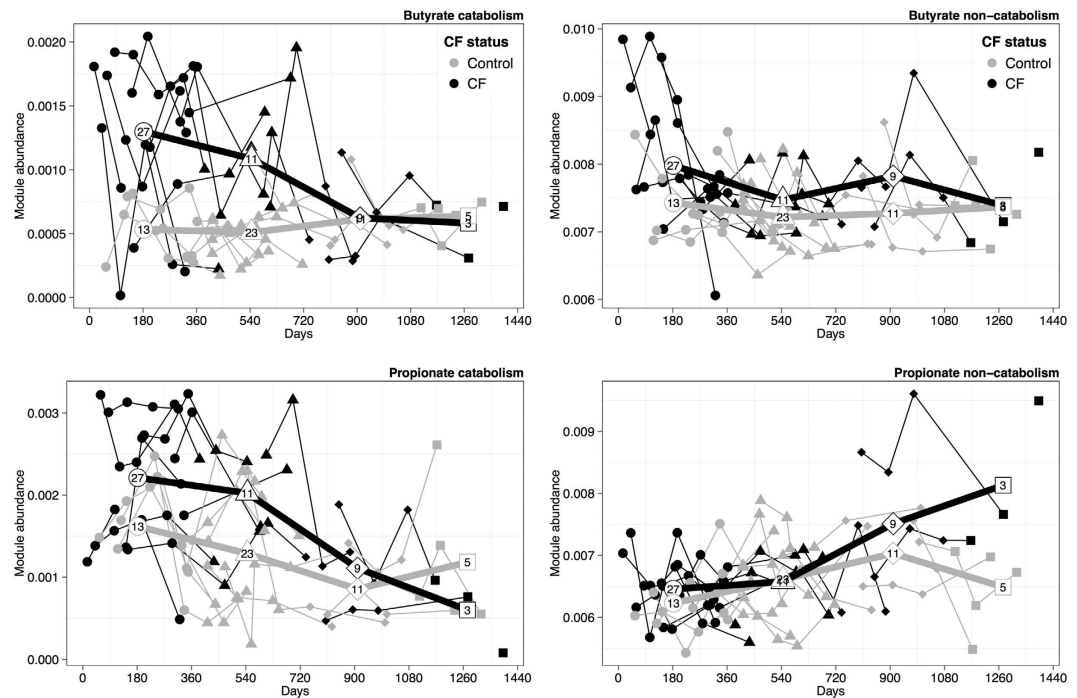 Butyrate catabolism
CF status
Control
CF
Module abundance
0.0020
0.0015
0.0010
0.0005
0.0000
27
11
13
23
9
5
3
0 180 360 540 720 900 1080 1260 1440
Days
Butyrate non−catabolism
CF status
Control
CF
Module abundance
0.010
0.009
0.008
0.007
0.006
27
11
9
13
23
11
0 180 360 540 720 900 1080 1260 1440
Days
Propionate catabolism
Module abundance
0.003
0.002
0.001
0.000
27
11
13
23
9
11
5
3
0 180 360 540 720 900 1080 1260 1440
Days
Propionate non−catabolism
Module abundance
0.009
0.008
0.007
0.006
3
9
11
27
23
13
5
0 180 360 540 720 900 1080 1260 1440
Days